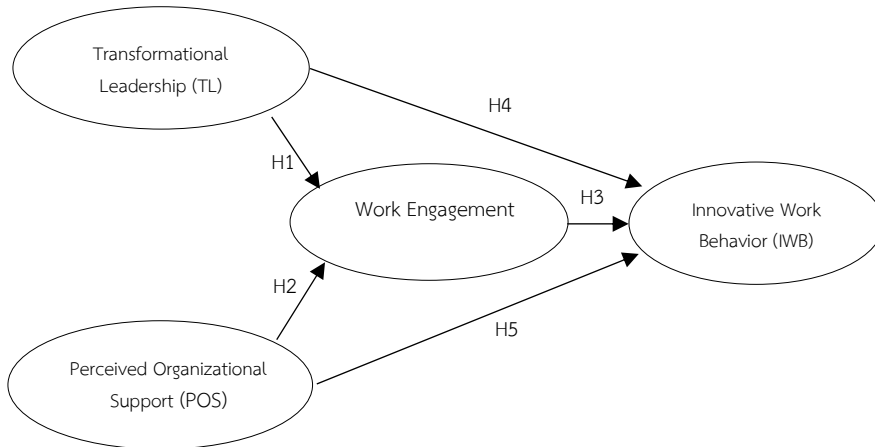 Transformational
Leadership (TL)
H4
H1
Work Engagement
H3
Innovative Work
Behavior (IWB)
H2
H5
Perceived Organizational
Support (POS)